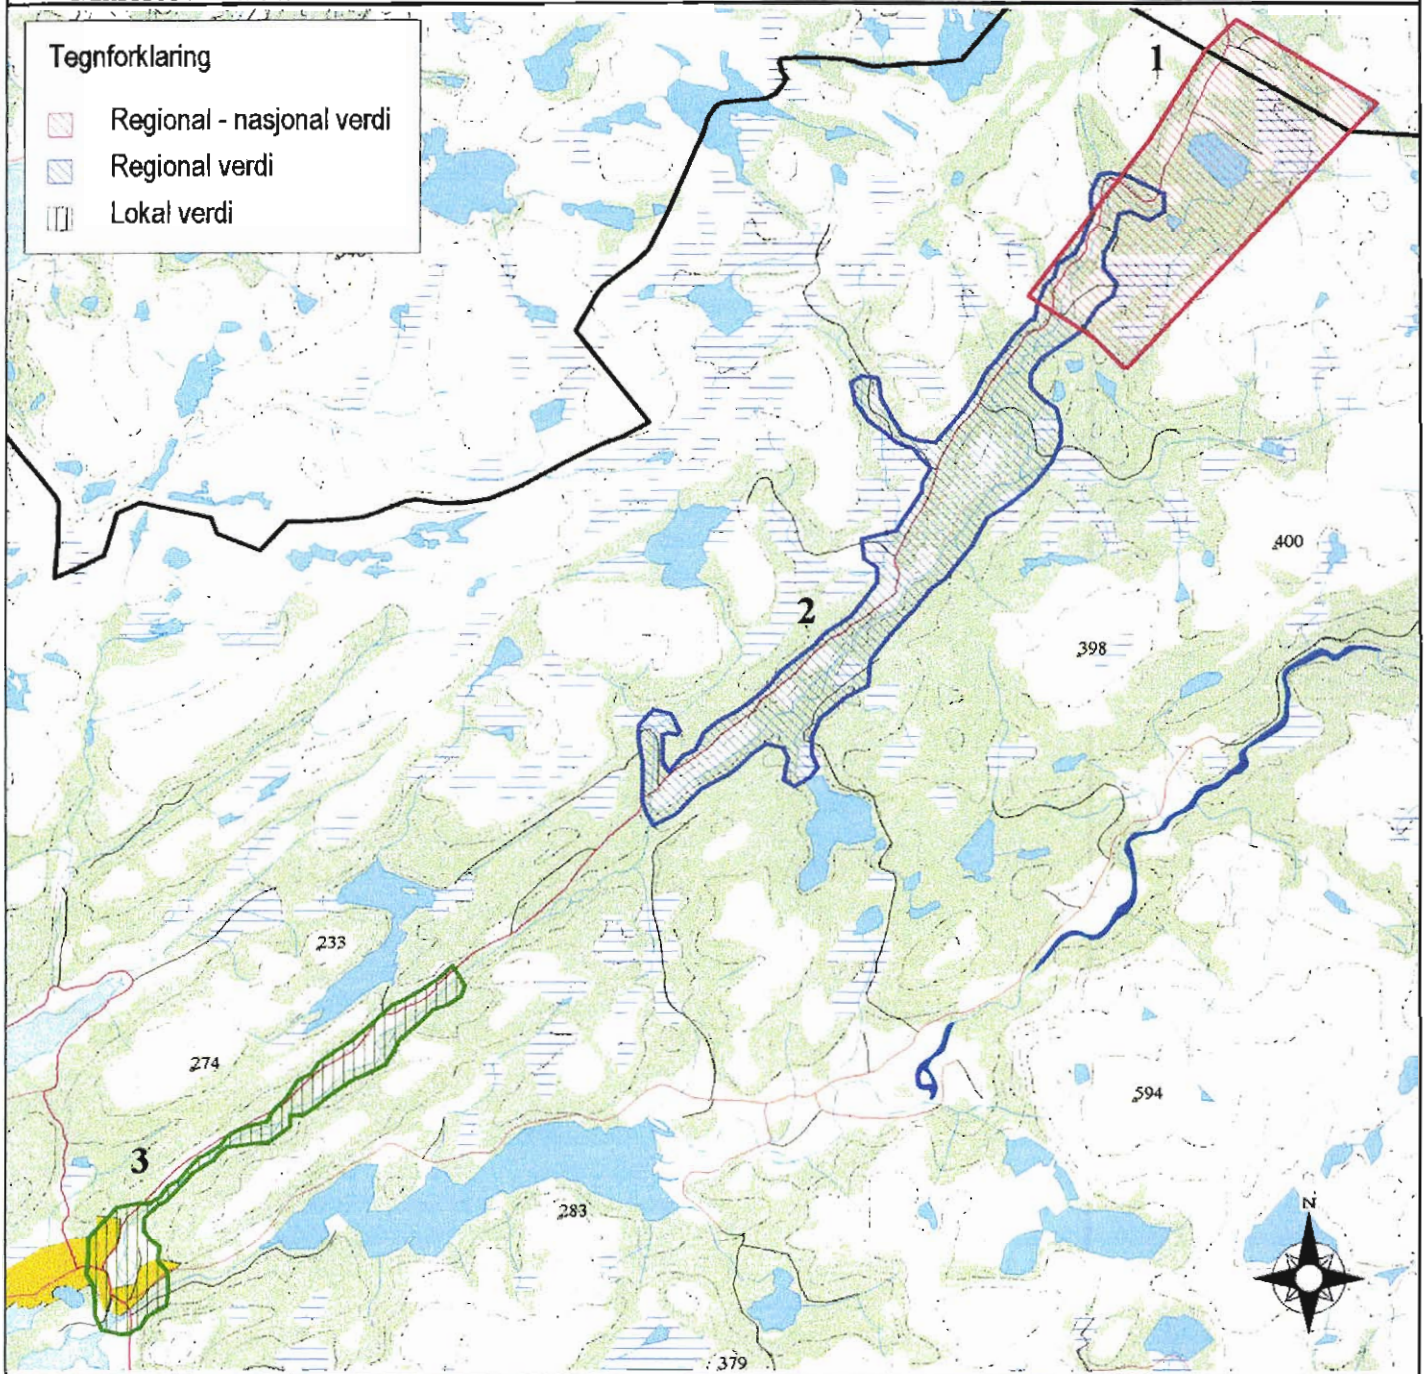 Tegnforklaring
Regional - nasjonal verdi
Regional verdi
Lokal verdi
1
400
2
398
233
274
594
3
N
283
379